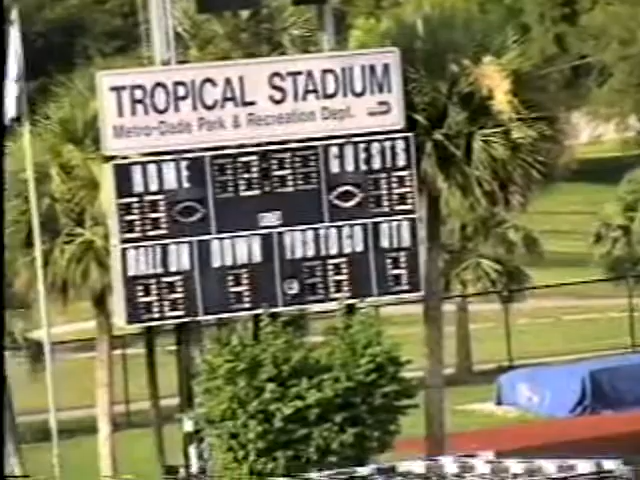 TROPICAL STADIUM
Metro-Dade Park & Recreation Dept.
HOME GUESTS
BALL ON DOWN YDS TO GO QTR